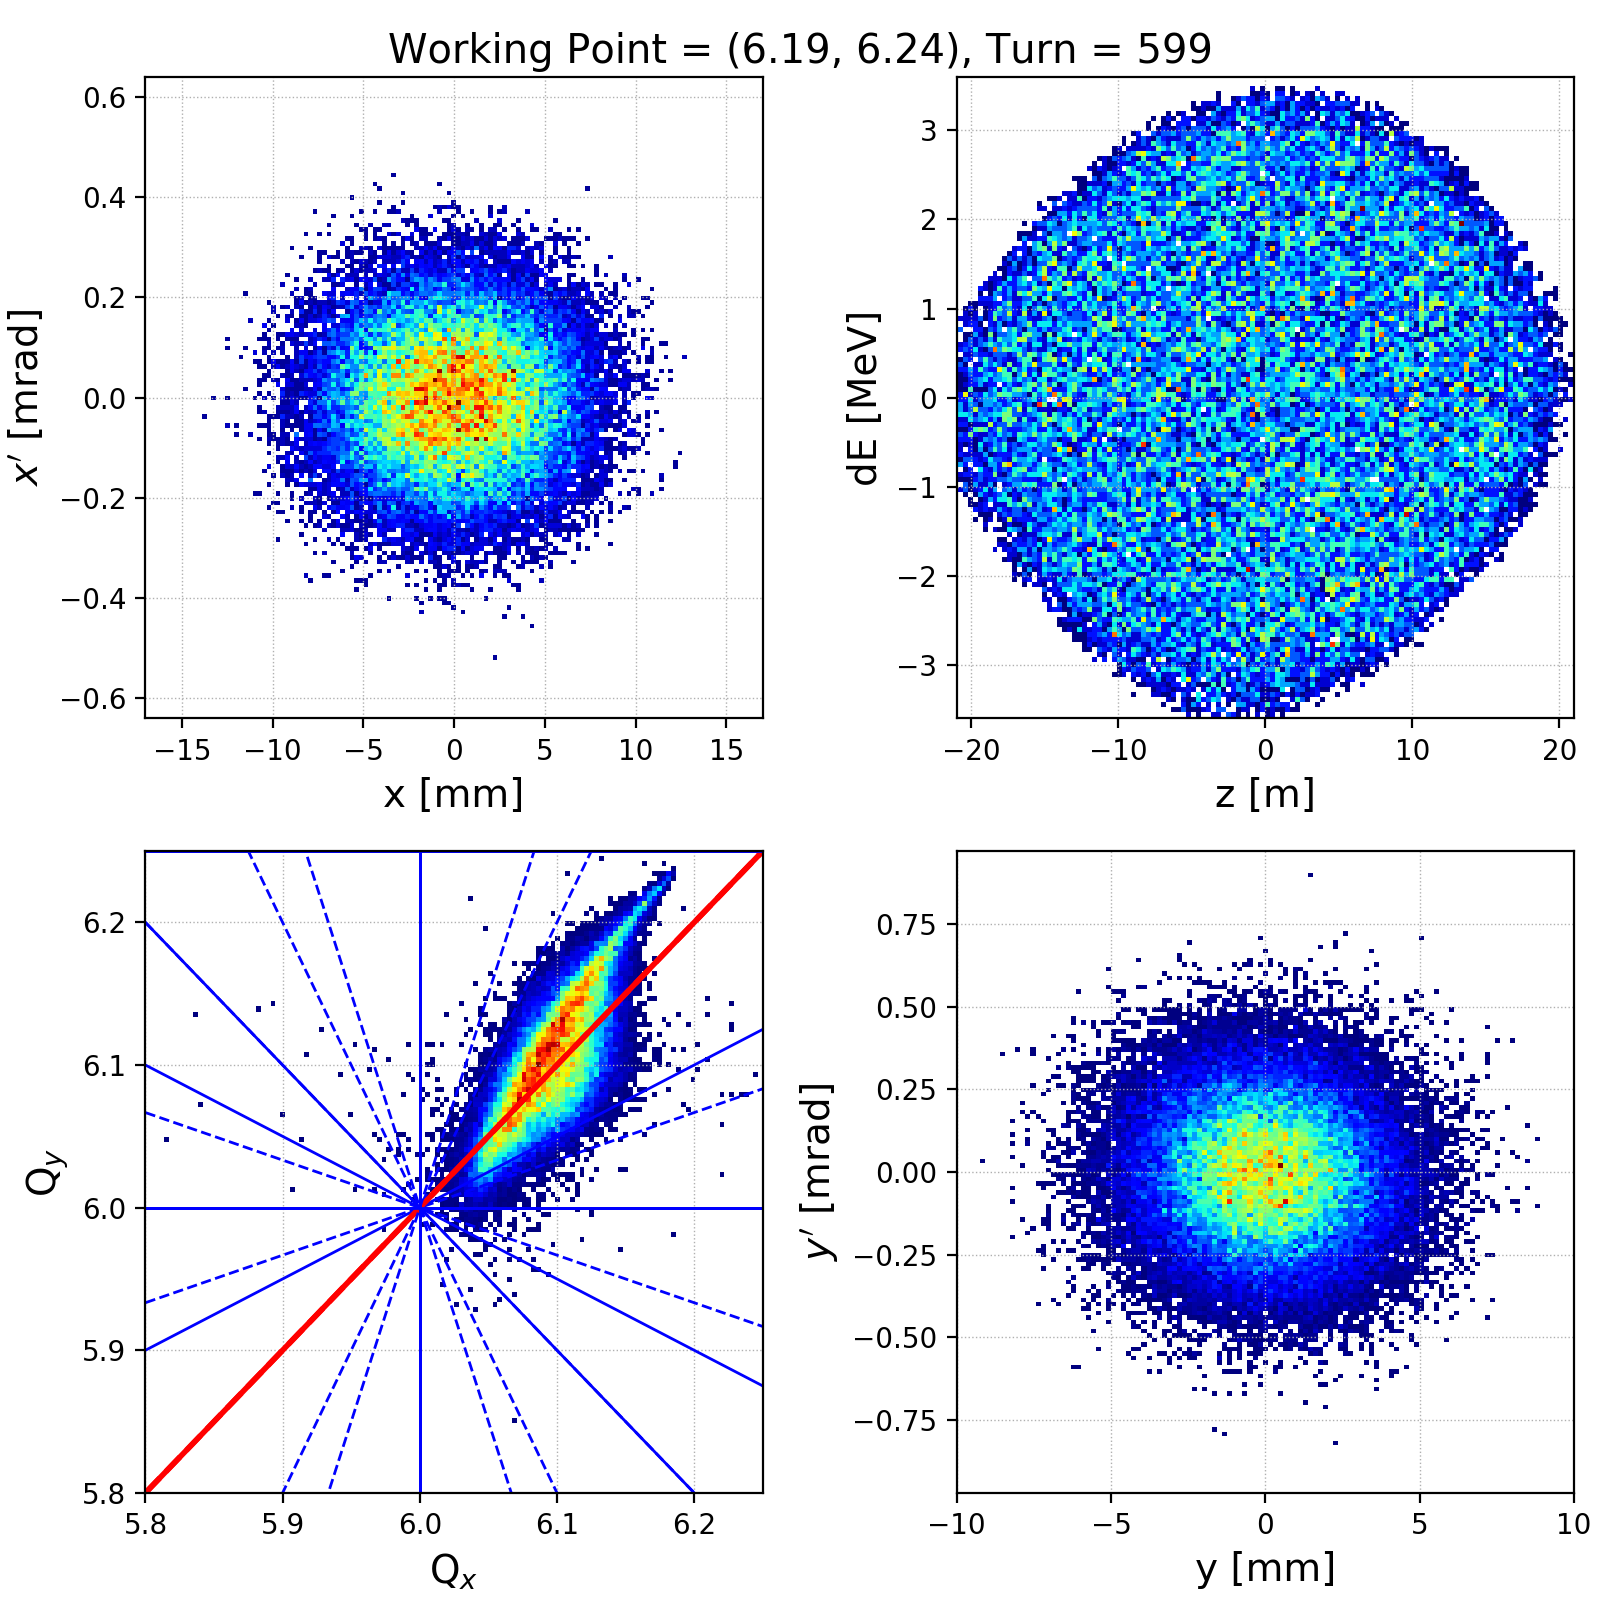 Working Point = (6.19, 6.24), Turn = 599
0.6
0.4
0.2
0.0
−0.2
−0.4
−0.6
x′ [mrad]
−15 −10 −5 0 5 10 15
x [mm]
3
2
1
0
−1
−2
−3
dE [MeV]
−20 −10 0 10 20
z [m]
6.2
6.1
6.0
5.9
5.8
Qy
5.8 5.9 6.0 6.1 6.2
Qx
0.75
0.50
0.25
0.00
−0.25
−0.50
−0.75
y′ [mrad]
−10 −5 0 5 10
y [mm]